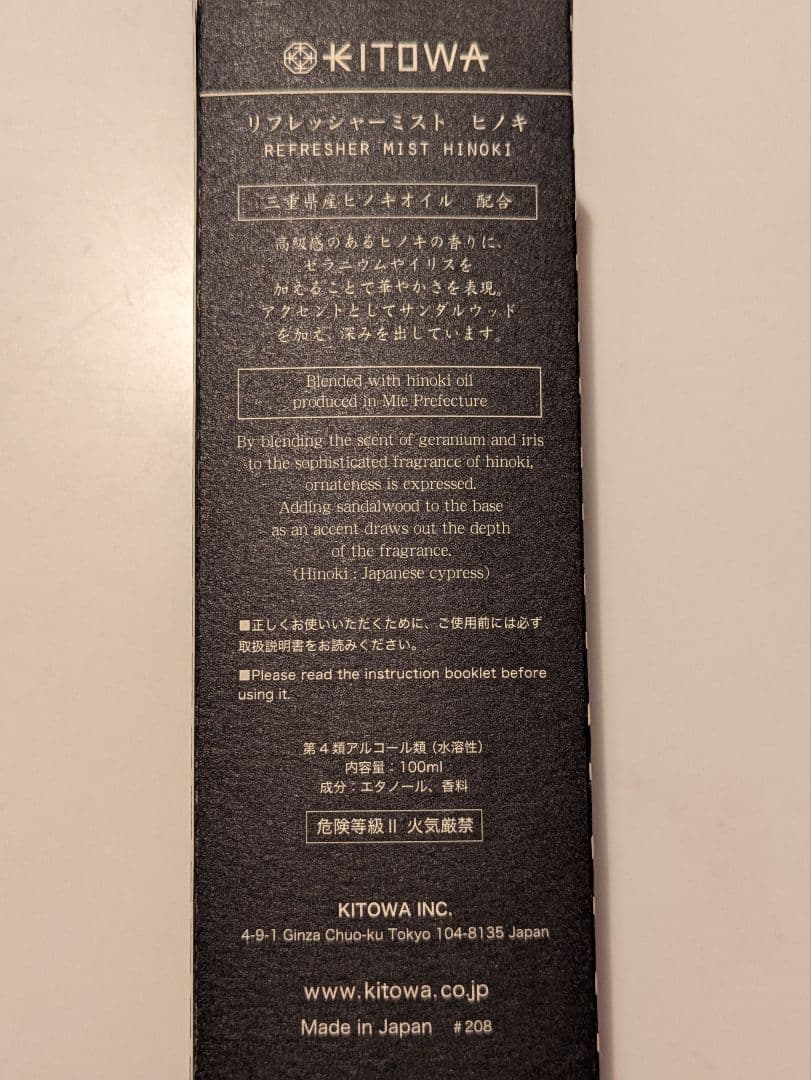 KITOWA
リフレッシャーミスト ヒノキ
REFRESHER MIST HINOKI
三重県産ヒノキオイル 配合
高級感のあるヒノキの香りに、
ゼラニウムやイリスを
加えることで華やかさを表現。
アクセントとしてサンダルウッド
を加え、深みを出しています。
Blended with hinoki oil
produced in Mie Prefecture
By blending the scent of geranium and iris
to the sophisticated fragrance of hinoki,
ornateness is expressed.
Adding sandalwood to the base
as an accent draws out the depth
of the fragrance.
(Hinoki : Japanese cypress)
■正しくお使いいただくために、ご使用前には必ず
取扱説明書をお読みください。
■Please read the instruction booklet before
using it.
第4類アルコール類（水溶性）
内容量：100ml
成分：エタノール、香料
危険等級Ⅱ 火気厳禁
KITOWA INC.
4-9-1 Ginza Chuo-ku Tokyo 104-8135 Japan
www.kitowa.co.jp
Made in Japan #208